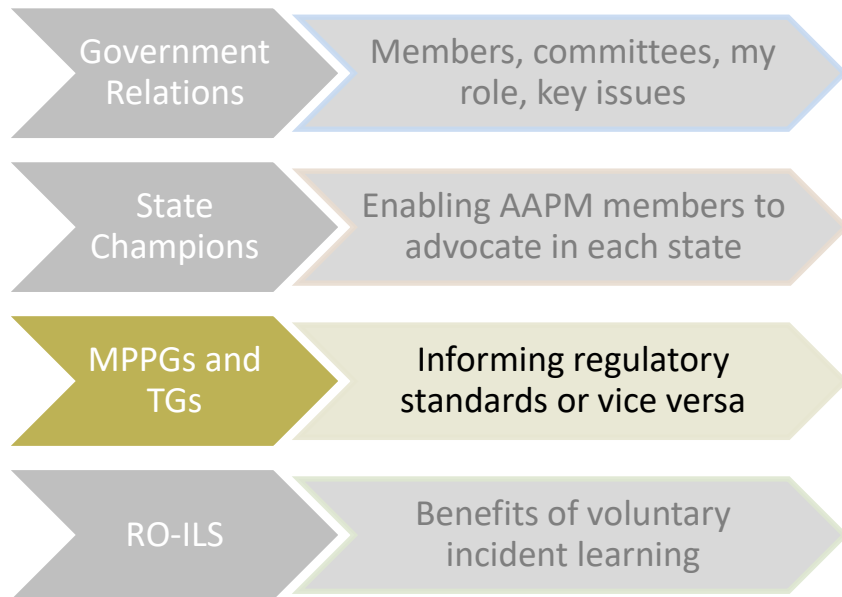 Government
Relations
Members, committees, my
role, key issues
State
Champions
Enabling AAPM members to
advocate in each state
MPPGs and
TGs
Informing regulatory
standards or vice versa
RO-ILS
Benefits of voluntary
incident learning